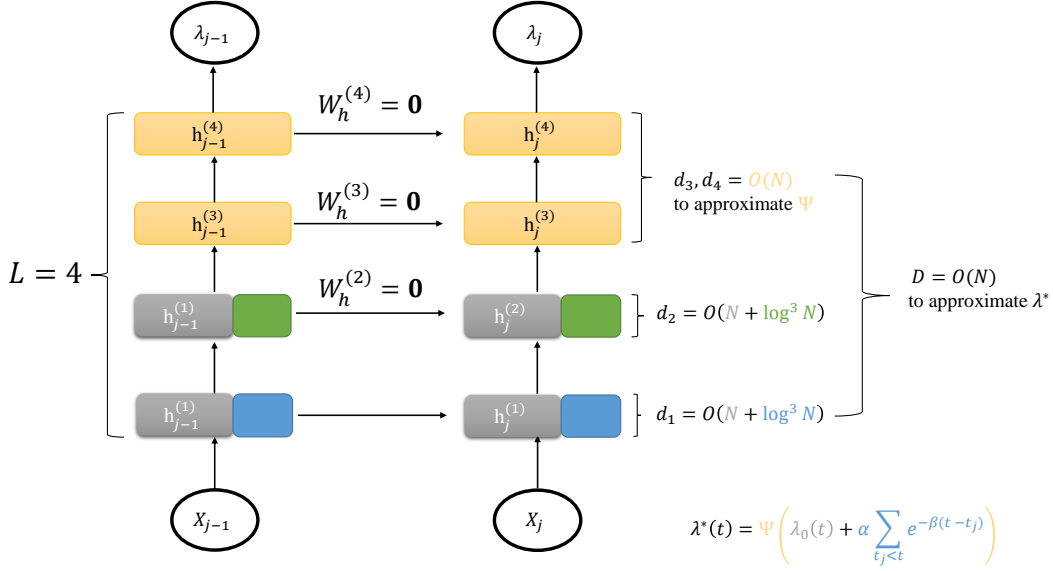 λ_{j−1} λ_j
W_h^{(4)} = 𝟎
h_{j−1}^{(4)} h_j^{(4)}
d_3, d_4 = O(N)
to approximate Ψ
W_h^{(3)} = 𝟎
h_{j−1}^{(3)} h_j^{(3)}
L = 4
D = O(N)
to approximate λ*
W_h^{(2)} = 𝟎
h_{j−1}^{(1)} h_j^{(2)}
d_2 = O(N + log^3 N)
h_{j−1}^{(1)} h_j^{(1)}
d_1 = O(N + log^3 N)
X_{j−1} X_j
λ*(t) = Ψ(λ_0(t) + α ∑_{t_j<t} e^{−β(t−t_j)})